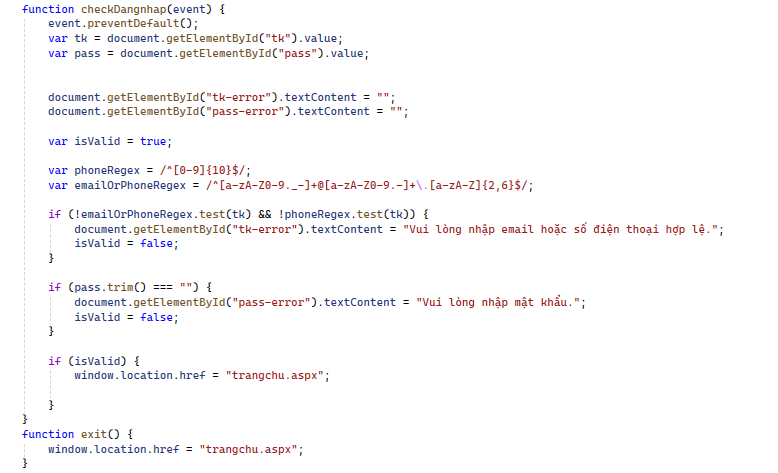 function checkDangnhap(event) {
    event.preventDefault();
    var tk = document.getElementById("tk").value;
    var pass = document.getElementById("pass").value;


    document.getElementById("tk-error").textContent = "";
    document.getElementById("pass-error").textContent = "";

    var isValid = true;

    var phoneRegex = /^[0-9]{10}$/;
    var emailOrPhoneRegex = /^[a-zA-Z0-9._-]+@[a-zA-Z0-9.-]+\.[a-zA-Z]{2,6}$/;

    if (!emailOrPhoneRegex.test(tk) && !phoneRegex.test(tk)) {
        document.getElementById("tk-error").textContent = "Vui lòng nhập email hoặc số điện thoại hợp lệ.";
        isValid = false;
    }

    if (pass.trim() === "") {
        document.getElementById("pass-error").textContent = "Vui lòng nhập mật khẩu.";
        isValid = false;
    }

    if (isValid) {
        window.location.href = "trangchu.aspx";

    }
}
function exit() {
    window.location.href = "trangchu.aspx";
}